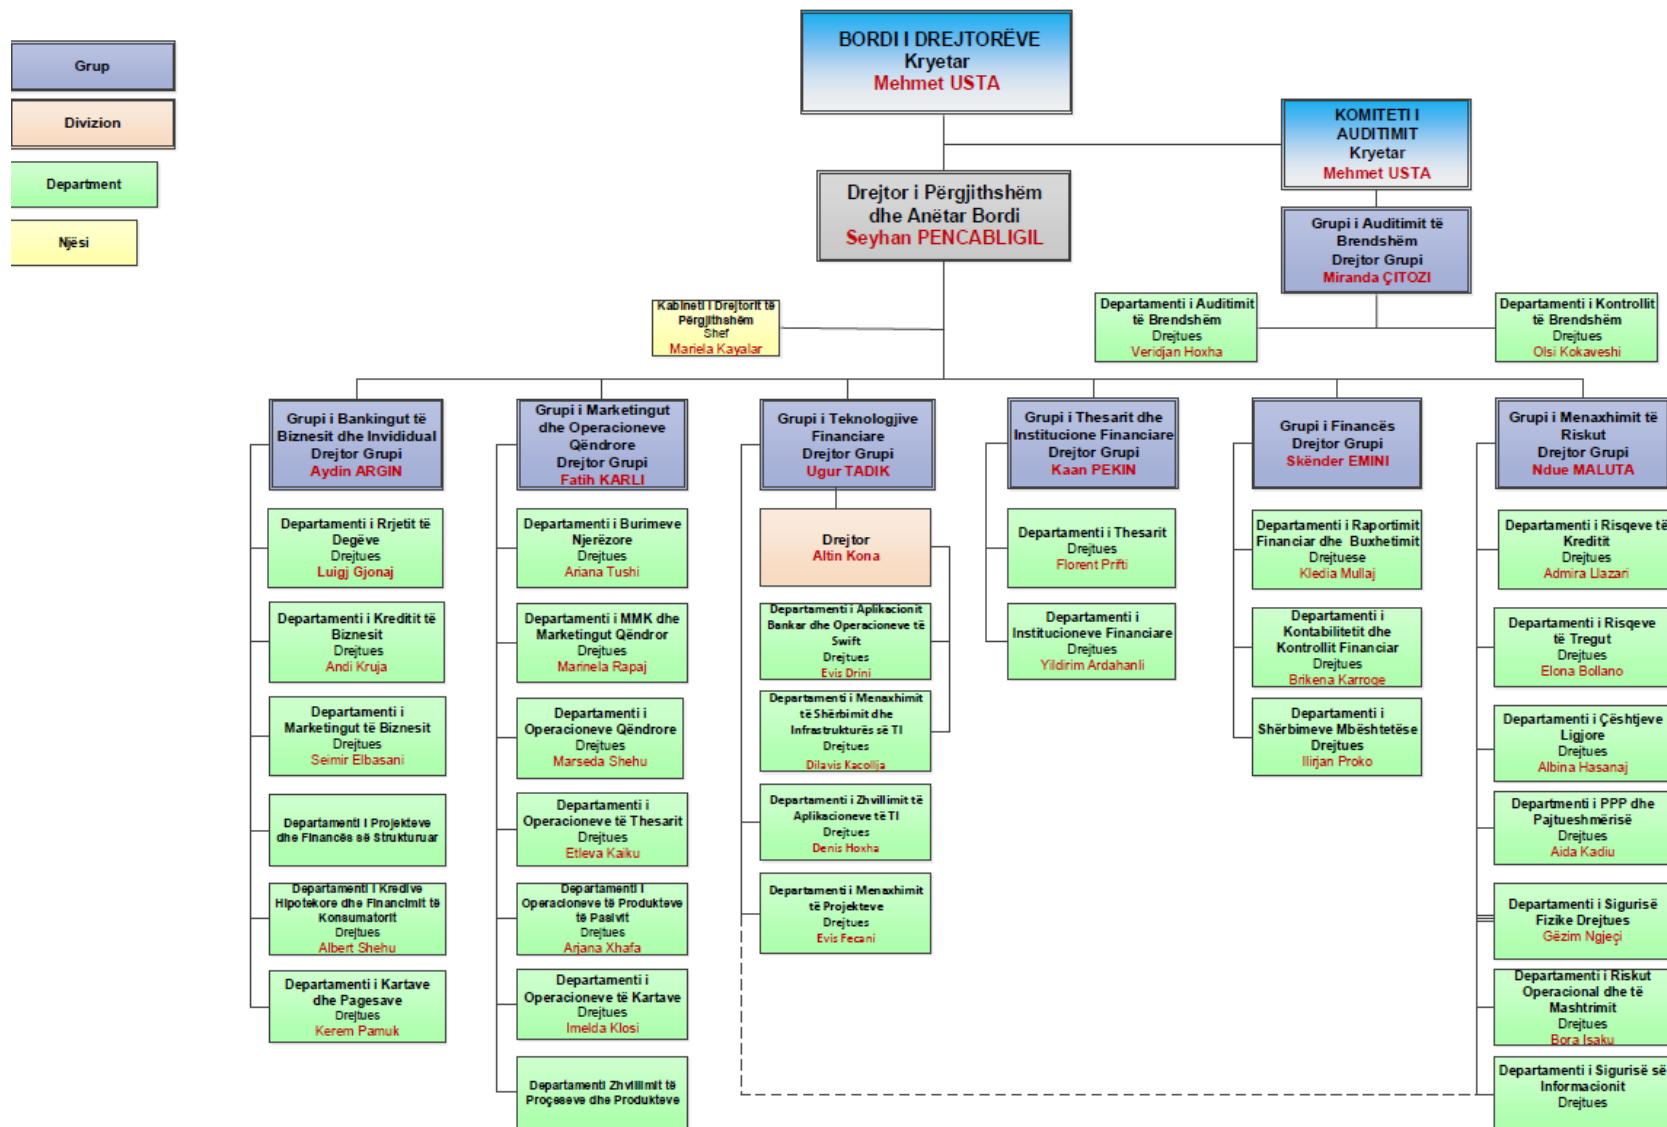 Grup
Divizion
Department
Njësi
BORDI I DREJTORËVE
Kryetar
Mehmet USTA
KOMITETI I
AUDITIMIT
Kryetar
Mehmet USTA
Drejtor i Përgjithshëm
dhe Anëtar Bordi
Seyhan PENCABLIGIL
Grupi i Auditimit të
Brendshëm
Drejtor Grupi
Miranda ÇITOZI
Kabineti i Drejtorit të
Përgjithshëm
Shef
Mariela Kayalar
Departamenti i Auditimit
të Brendshëm
Drejtues
Veridjan Hoxha
Departamenti i Kontrollit
të Brendshëm
Drejtues
Olsi Kokaveshi
Grupi i Bankingut të
Biznesit dhe Invididual
Drejtor Grupi
Aydin ARGIN
Departamenti i Rrjetit të
Degëve
Drejtues
Luigj Gjonaj
Departamenti i Kreditit të
Biznesit
Drejtues
Andi Kruja
Departamenti i
Marketingut të Biznesit
Drejtues
Seimir Elbasani
Departamenti i Projekteve
dhe Financës së Strukturuar
Departamenti i Kredive
Hipotekore dhe Financimit të
Konsumatorit
Drejtues
Albert Shehu
Departamenti i Kartave
dhe Pagesave
Drejtues
Kerem Pamuk
Grupi i Marketingut
dhe Operacioneve
Qëndrore
Drejtor Grupi
Fatih KARLI
Departamenti i Burimeve
Njerëzore
Drejtues
Ariana Tushi
Departamenti i MMK dhe
Marketingut Qëndror
Drejtues
Marinela Rapaj
Departamenti i
Operacioneve Qëndrore
Drejtues
Marseda Shehu
Departamenti i
Operacioneve të Thesarit
Drejtues
Etleva Kaiku
Departamenti i
Operacioneve të Produkteve
të Pasivit
Drejtues
Arjana Xhafa
Departamenti i
Operacioneve të Kartave
Drejtues
Imelda Klosi
Departamenti Zhvillimit të
Proçeseve dhe Produkteve
Grupi i Teknologjive
Financiare
Drejtor Grupi
Ugur TADIK
Drejtor
Altin Kona
Departamenti i Aplikacionit
Bankar dhe Operacioneve të
Swift
Drejtues
Evis Drini
Departamenti i Menaxhimit
të Shërbimit dhe
Infrastrukturës së TI
Drejtues
Dilavis Kacollja
Departamenti i Zhvillimit të
Aplikacioneve të TI
Drejtues
Denis Hoxha
Departamenti i Menaxhimit
të Projekteve
Drejtues
Evis Fecani
Grupi i Thesarit dhe
Institucione Financiare
Drejtor Grupi
Kaan PEKIN
Departamenti i Thesarit
Drejtues
Florent Prifti
Departamenti i
Institucioneve Financiare
Drejtues
Yildirim Ardahanli
Grupi i Financës
Drejtor Grupi
Skënder EMINI
Departamenti i Raportimit
Financiar dhe Buxhetimit
Drejtuese
Kledia Mullaj
Departamenti i
Kontabilitetit dhe
Kontrollit Financiar
Drejtues
Brikena Karroqe
Departamenti i
Shërbimeve Mbështetëse
Drejtues
Ilirjan Proko
Grupi i Menaxhimit të
Riskut
Drejtor Grupi
Ndue MALUTA
Departamenti i Risqeve të
Kreditit
Drejtues
Admira Llazari
Departamenti i Risqeve
të Tregut
Drejtues
Elona Bollano
Departamenti i Çështjeve
Ligjore
Drejtues
Albina Hasanaj
Departmenti i PPP dhe
Pajtueshmërisë
Drejtues
Aida Kadiu
Departamenti i Sigurisë
Fizike Drejtues
Gëzim Ngjeçi
Departamenti i Riskut
Operacional dhe të
Mashtrimit
Drejtues
Bora Isaku
Departamenti i Sigurisë së
Informacionit
Drejtues